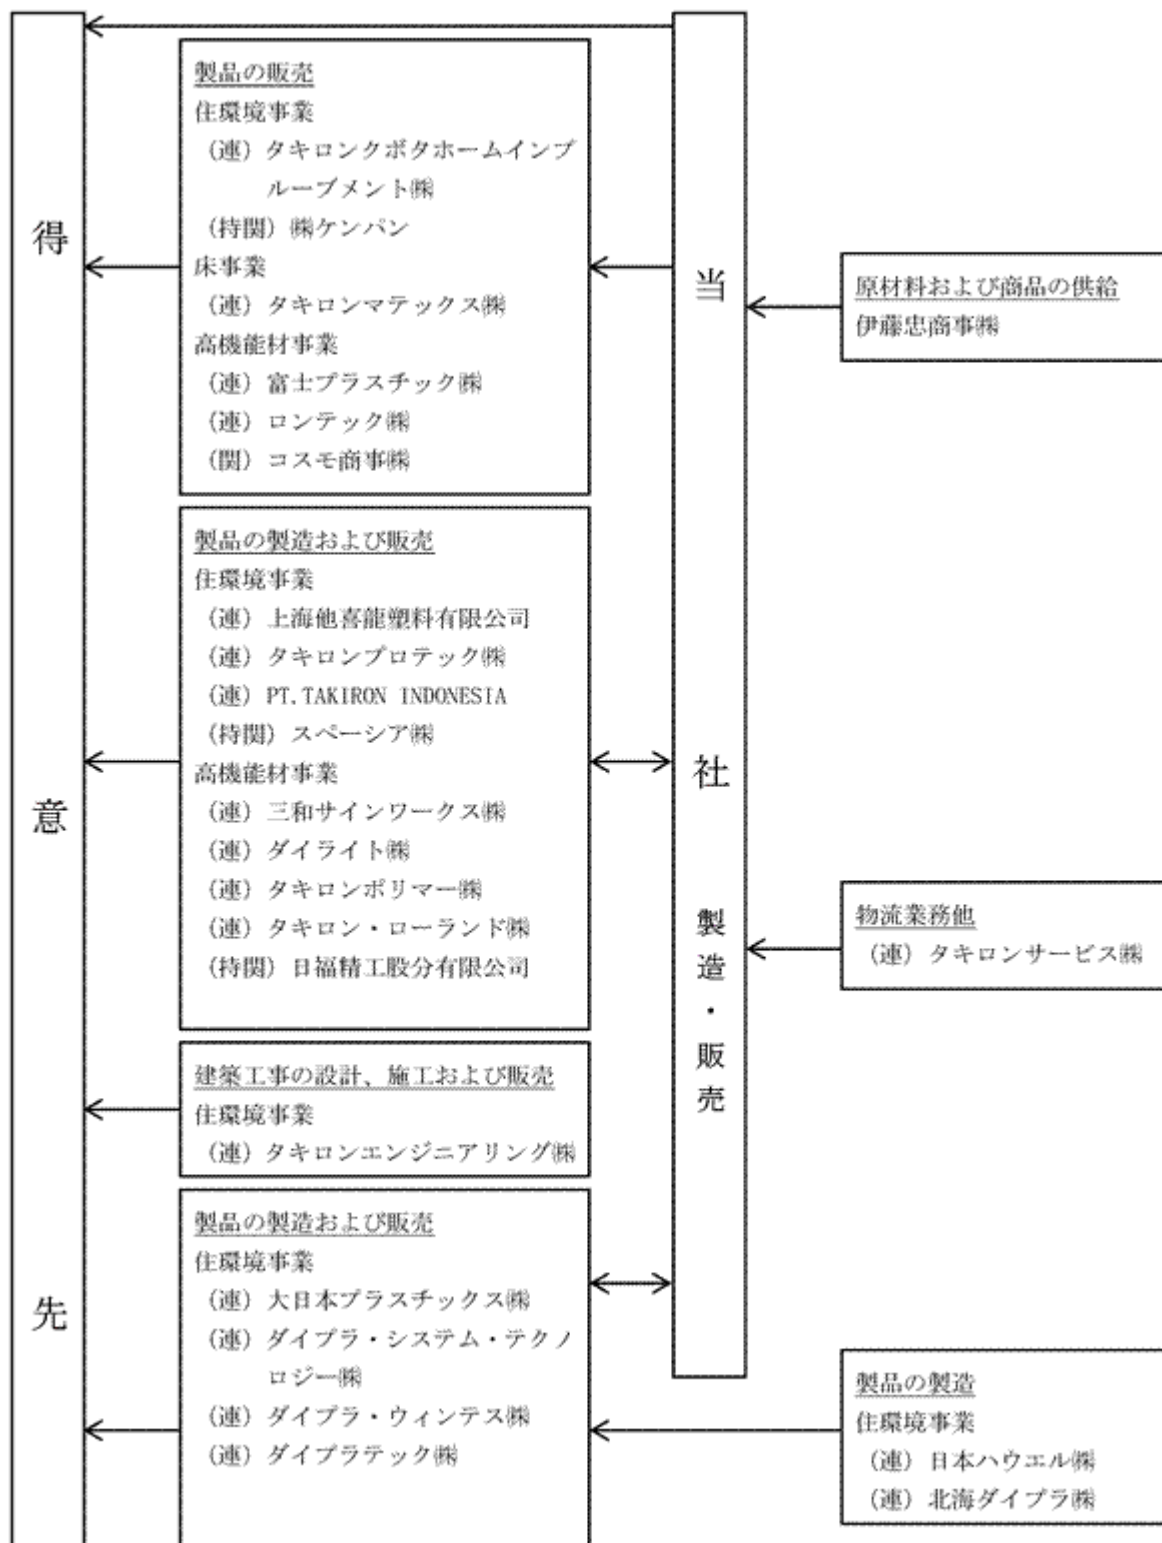 得意先
製品の販売
住環境事業
（連）タキロンクボタホームインプ
ルーブメント㈱
（持関）㈱ケンパン
床事業
（連）タキロンマテックス㈱
高機能材事業
（連）富士プラスチック㈱
（連）ロンテック㈱
（関）コスモ商事㈱
製品の製造および販売
住環境事業
（連）上海他喜龍塑料有限公司
（連）タキロンプロテック㈱
（連）PT.TAKIRON INDONESIA
（持関）スペーシア㈱
高機能材事業
（連）三和サインワークス㈱
（連）ダイライト㈱
（連）タキロンポリマー㈱
（連）タキロン・ローランド㈱
（持関）日福精工股分有限公司
建築工事の設計、施工および販売
住環境事業
（連）タキロンエンジニアリング㈱
製品の製造および販売
住環境事業
（連）大日本プラスチックス㈱
（連）ダイプラ・システム・テクノ
ロジー㈱
（連）ダイプラ・ウィンテス㈱
（連）ダイプラテック㈱
当社
製造・販売
原材料および商品の供給
伊藤忠商事㈱
物流業務他
（連）タキロンサービス㈱
製品の製造
住環境事業
（連）日本ハウエル㈱
（連）北海ダイプラ㈱